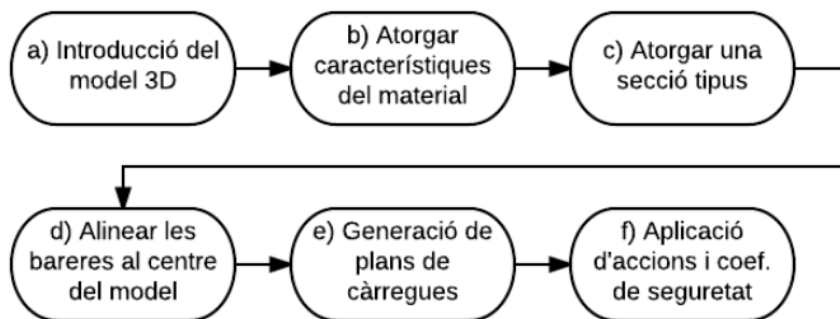 a) Introducció del
model 3D
b) Atorgar
característiques
del material
c) Atorgar una
secció tipus
d) Alinear les
bareres al centre
del model
e) Generació de
plans de
càrregues
f) Aplicació
d'accions i coef.
de seguretat